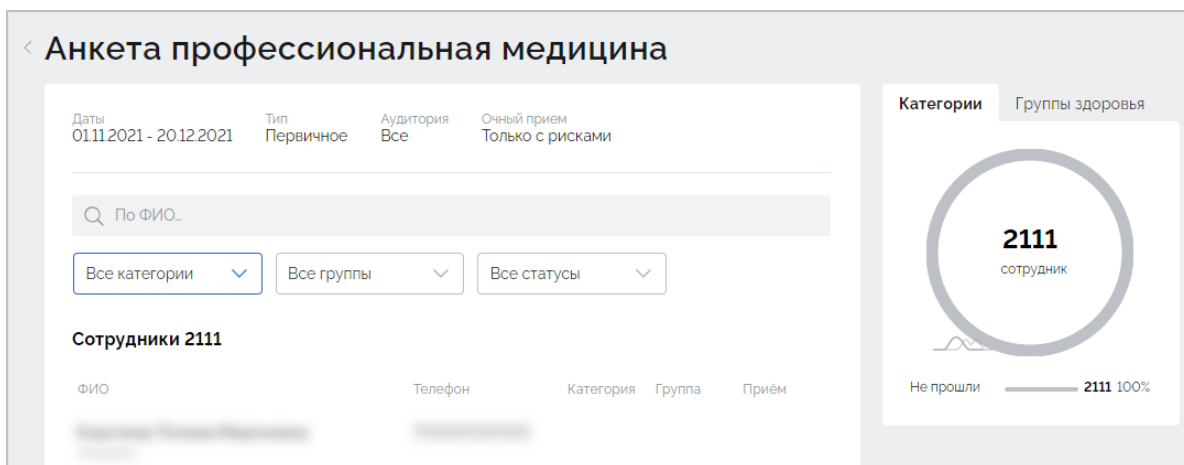 Анкета профессиональная медицина
Даты Тип Аудитория Очный прием
01.11.2021 - 20.12.2021 Первичное Все Только с рисками
По ФИО...
Все категории Все группы Все статусы
Сотрудники 2111
ФИО Телефон Категория Группа Приём
Категории Группы здоровья
2111
сотрудник
Не прошли 2111 100%